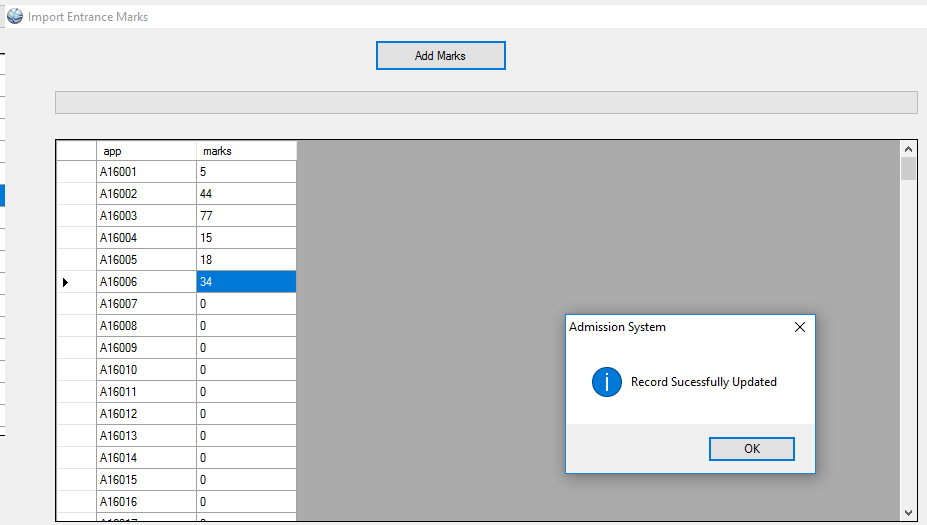 Import Entrance Marks
Add Marks
app marks
A16001 5
A16002 44
A16003 77
A16004 15
A16005 18
A16006 34
A16007 0
A16008 0
A16009 0
A16010 0
A16011 0
A16012 0
A16013 0
A16014 0
A16015 0
A16016 0
Admission System
Record Sucessfully Updated
OK